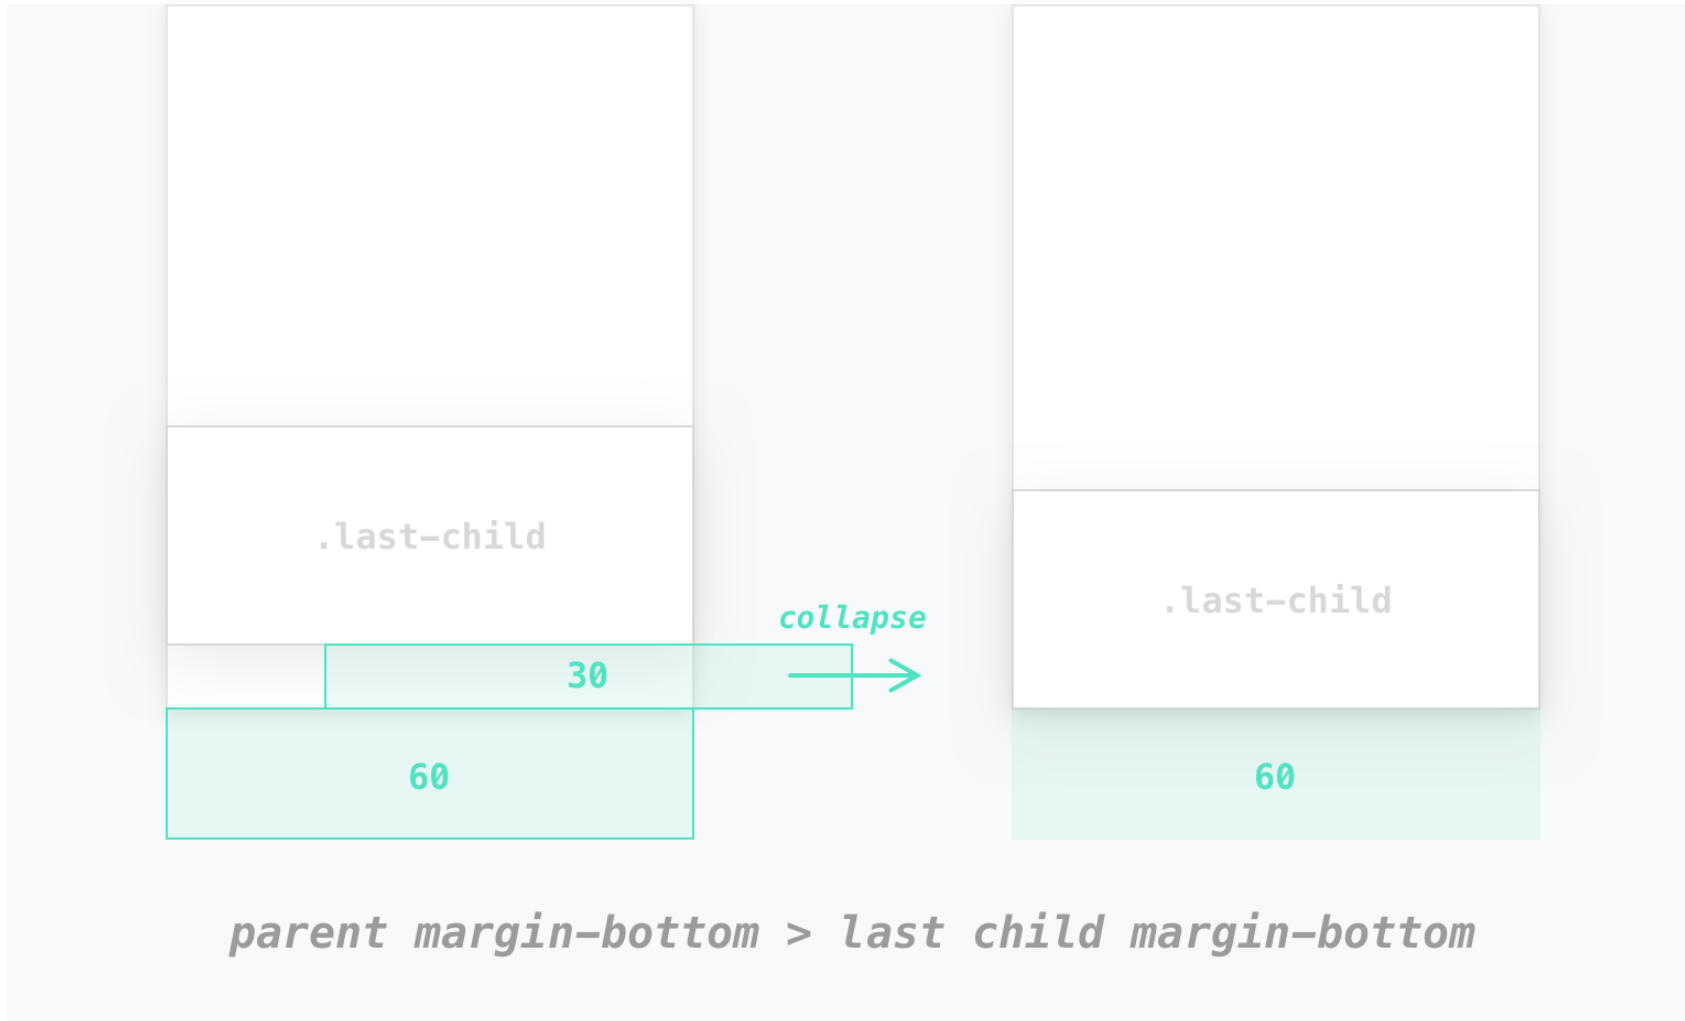 .last-child
.last-child
collapse
30
60
60
parent margin-bottom > last child margin-bottom